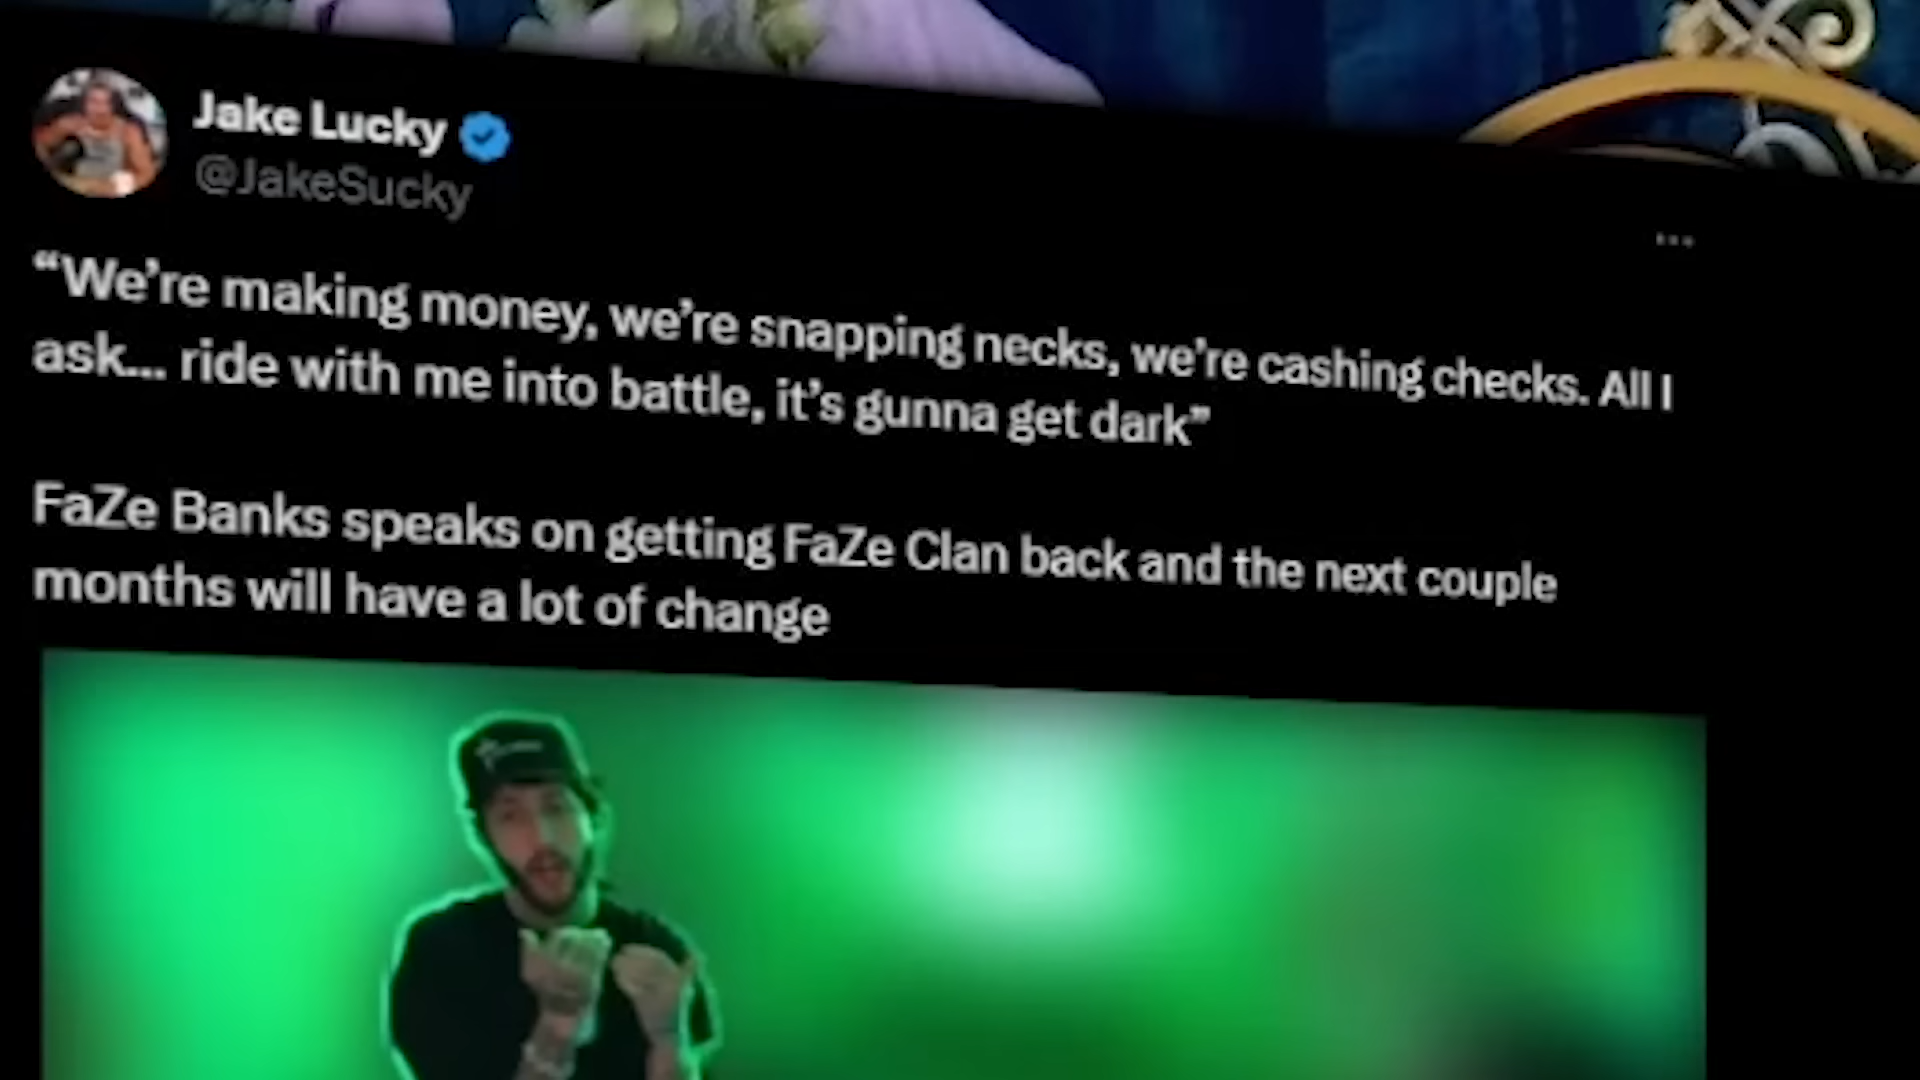 Jake Lucky
@JakeSucky
“We’re making money, we’re snapping necks, we’re cashing checks. All I
ask... ride with me into battle, it’s gunna get dark”
FaZe Banks speaks on getting FaZe Clan back and the next couple
months will have a lot of change